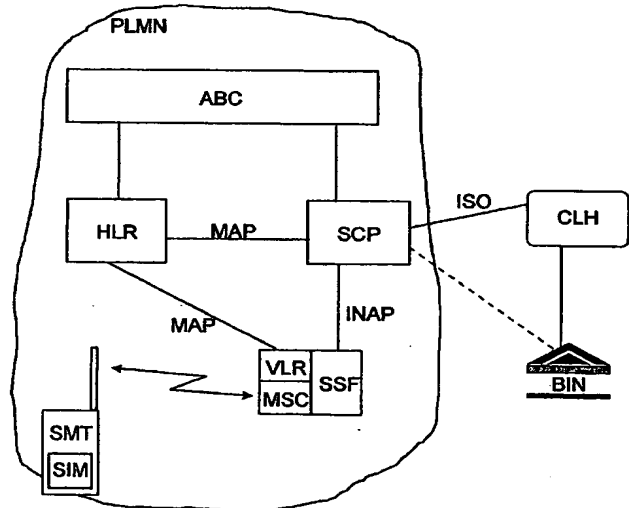 PLMN
ABC
HLR
MAP
SCP
ISO
CLH
MAP
INAP
VLR
SSF
MSC
BIN
SMT
SIM